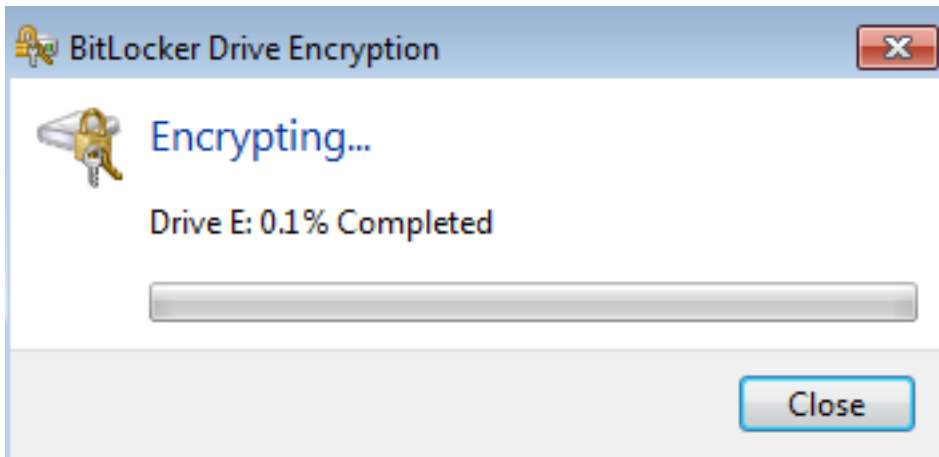 BitLocker Drive Encryption
Encrypting...
Drive E: 0.1% Completed
Close